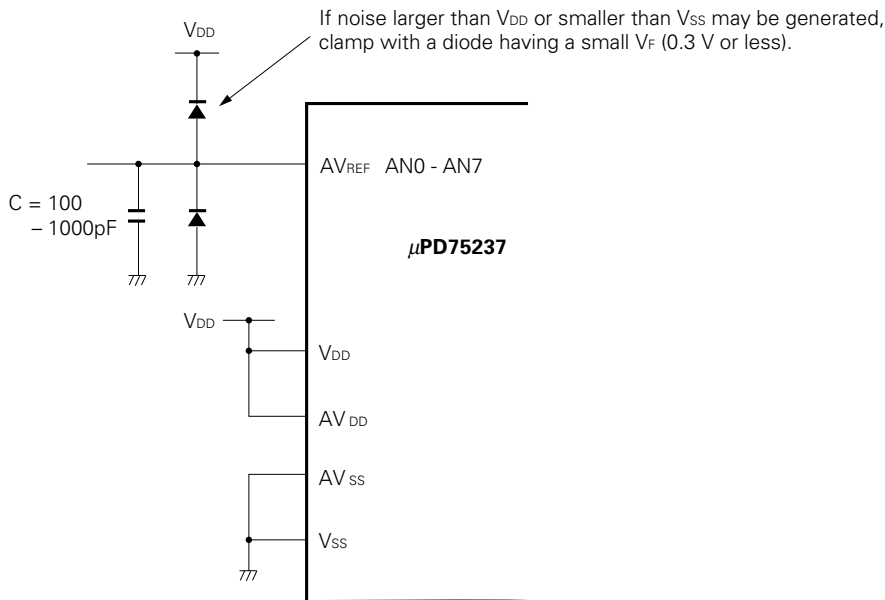 If noise larger than VDD or smaller than VSS may be generated,
clamp with a diode having a small VF (0.3 V or less).
VDD
AVREF AN0 - AN7
C = 100
– 1000pF
μPD75237
VDD
VDD
AVDD
AVSS
VSS